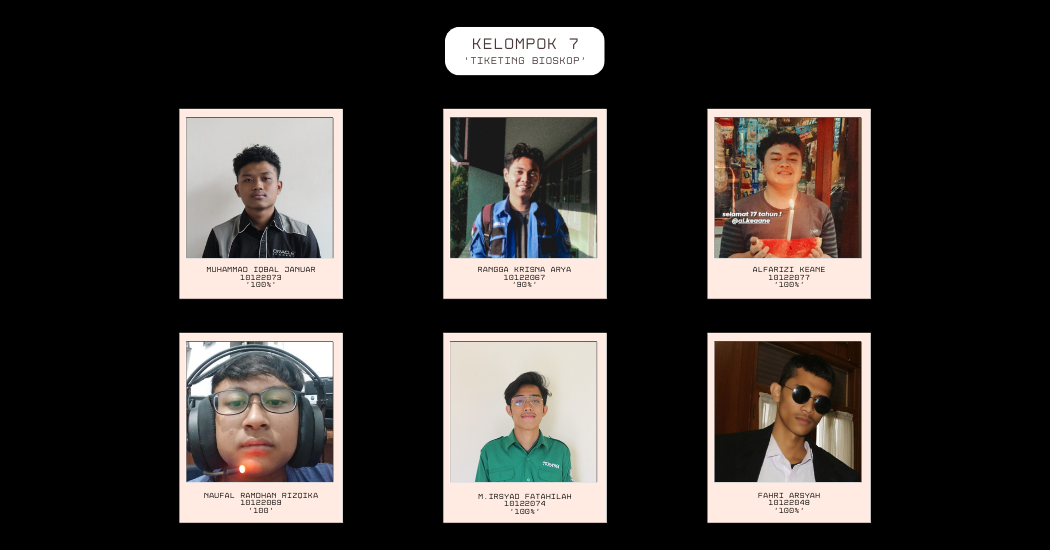 KELOMPOK 7
'TIKETING BIOSKOP'
MUHAMMAD IQBAL JANUAR
10122073
'100%'
RANGGA KRISNA ARYA
10122067
'90%'
selamat 17 tahun !
@al.keaane
ALFARIZI KEANE
10122077
'100%'
NAUFAL RAMDHAN RIZQIKA
10122069
'100'
M.IRSYAD FATAHILAH
10122074
'100%'
FAHRI ARSYAH
10122048
'100%'